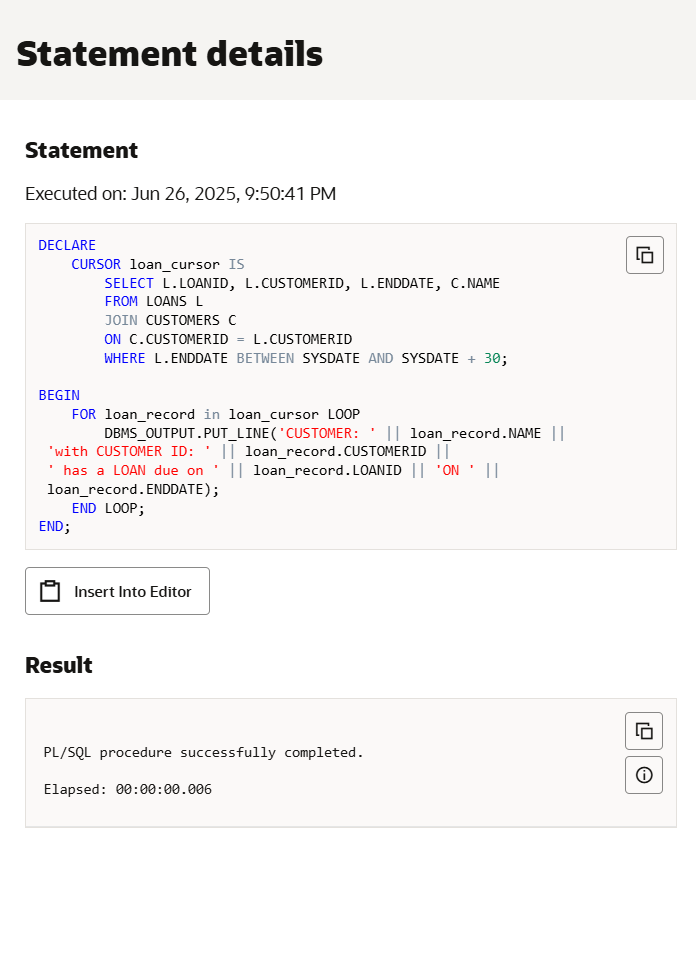 Statement details
Statement
Executed on: Jun 26, 2025, 9:50:41 PM
DECLARE
    CURSOR loan_cursor IS
        SELECT L.LOANID, L.CUSTOMERID, L.ENDDATE, C.NAME
        FROM LOANS L
        JOIN CUSTOMERS C
        ON C.CUSTOMERID = L.CUSTOMERID
        WHERE L.ENDDATE BETWEEN SYSDATE AND SYSDATE + 30;
BEGIN
    FOR loan_record in loan_cursor LOOP
        DBMS_OUTPUT.PUT_LINE('CUSTOMER: ' || loan_record.NAME ||
 'with CUSTOMER ID: ' || loan_record.CUSTOMERID ||
 ' has a LOAN due on ' || loan_record.LOANID || 'ON ' ||
 loan_record.ENDDATE);
    END LOOP;
END;
Insert Into Editor
Result
PL/SQL procedure successfully completed.
Elapsed: 00:00:00.006